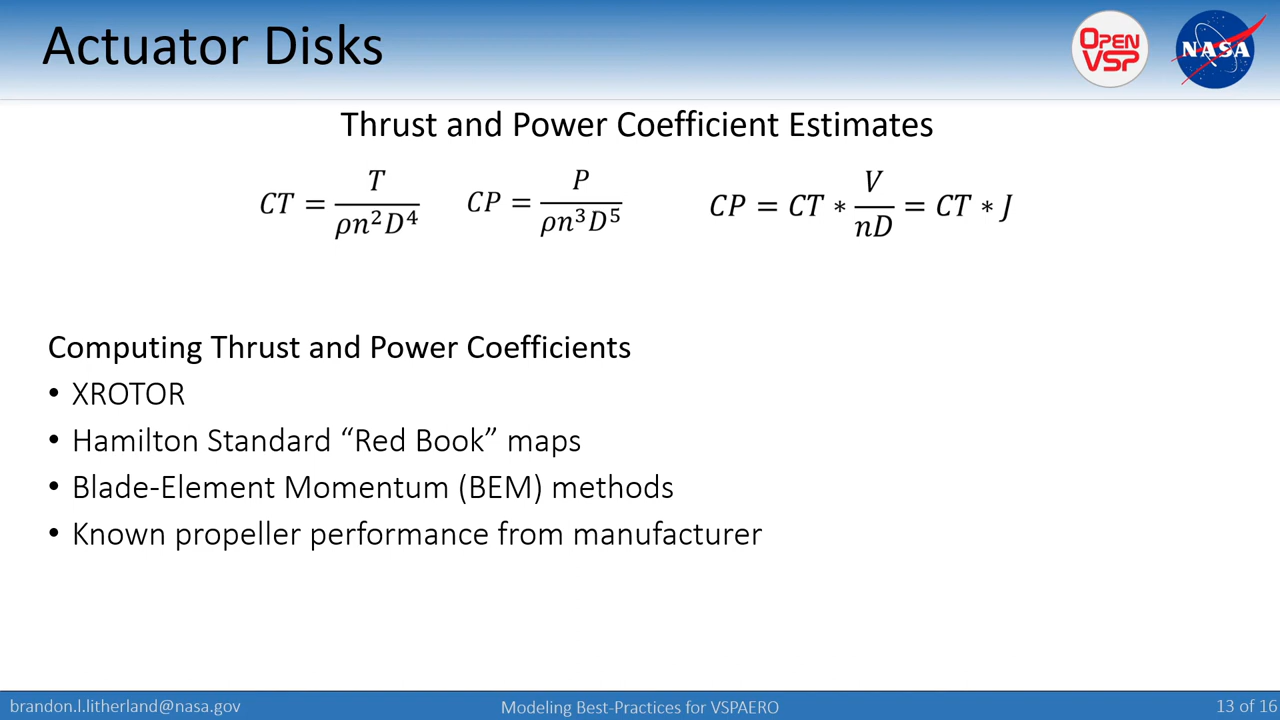 Actuator Disks
OPEN
VSP
NASA
Thrust and Power Coefficient Estimates
CT = T / ρn²D⁴ CP = P / ρn³D⁵ CP = CT * V / nD = CT * J
Computing Thrust and Power Coefficients
• XROTOR
• Hamilton Standard “Red Book” maps
• Blade-Element Momentum (BEM) methods
• Known propeller performance from manufacturer
brandon.l.litherland@nasa.gov
Modeling Best-Practices for VSPAERO
13 of 16